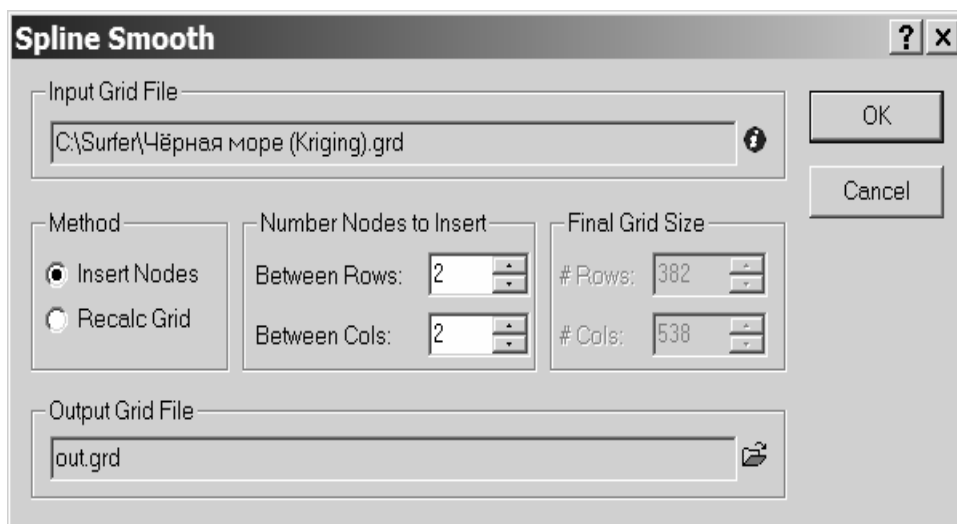 Spline Smooth
Input Grid File
C:\Surfer\Чёрная море (Kriging).grd
OK
Cancel
Method
Insert Nodes
Recalc Grid
Number Nodes to Insert
Between Rows: 2
Between Cols: 2
Final Grid Size
# Rows: 382
# Cols: 538
Output Grid File
out.grd